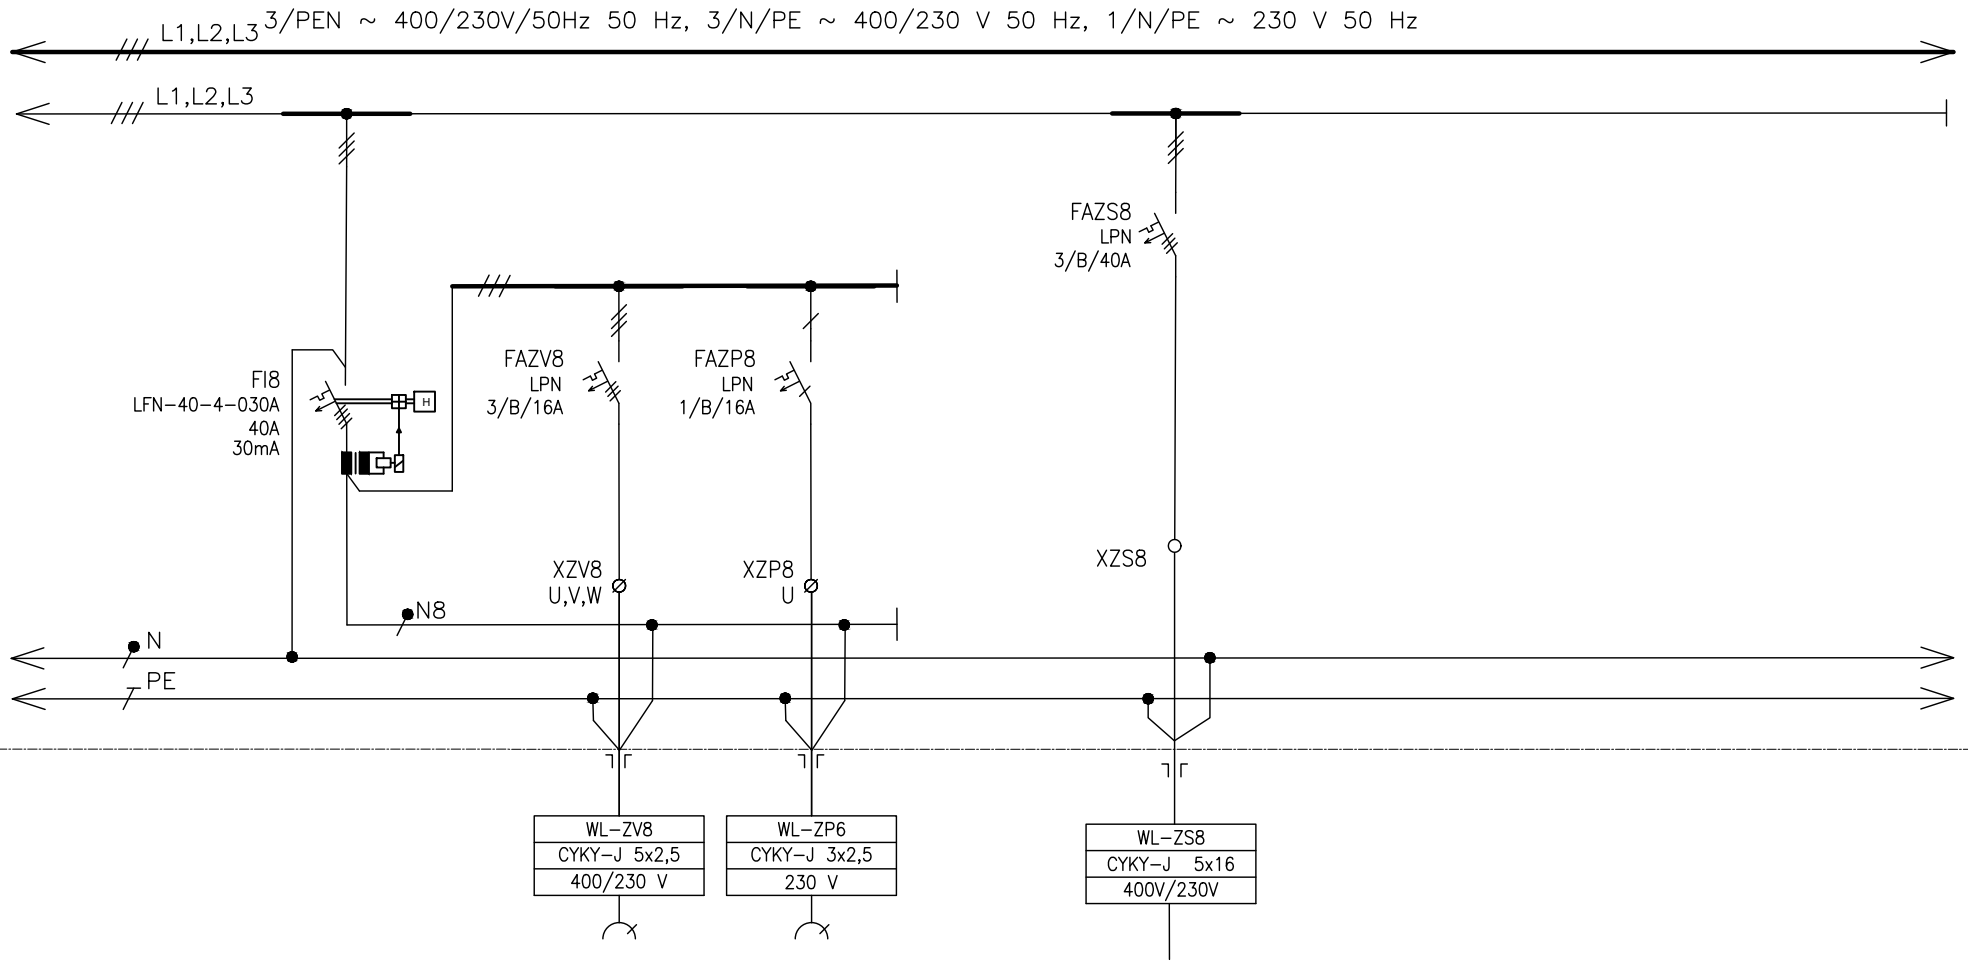 3/PEN ~ 400/230V/50Hz 50 Hz, 3/N/PE ~ 400/230 V 50 Hz, 1/N/PE ~ 230 V 50 Hz
L1,L2,L3
L1,L2,L3
FAZS8
LPN
3/B/40A
FI8
LFN-40-4-030A
40A
30mA
H
FAZV8
LPN
3/B/16A
FAZP8
LPN
1/B/16A
XZV8
U,V,W
XZP8
U
XZS8
N8
N
PE
WL-ZV8
CYKY-J 5x2,5
400/230 V
WL-ZP6
CYKY-J 3x2,5
230 V
WL-ZS8
CYKY-J 5x16
400V/230V